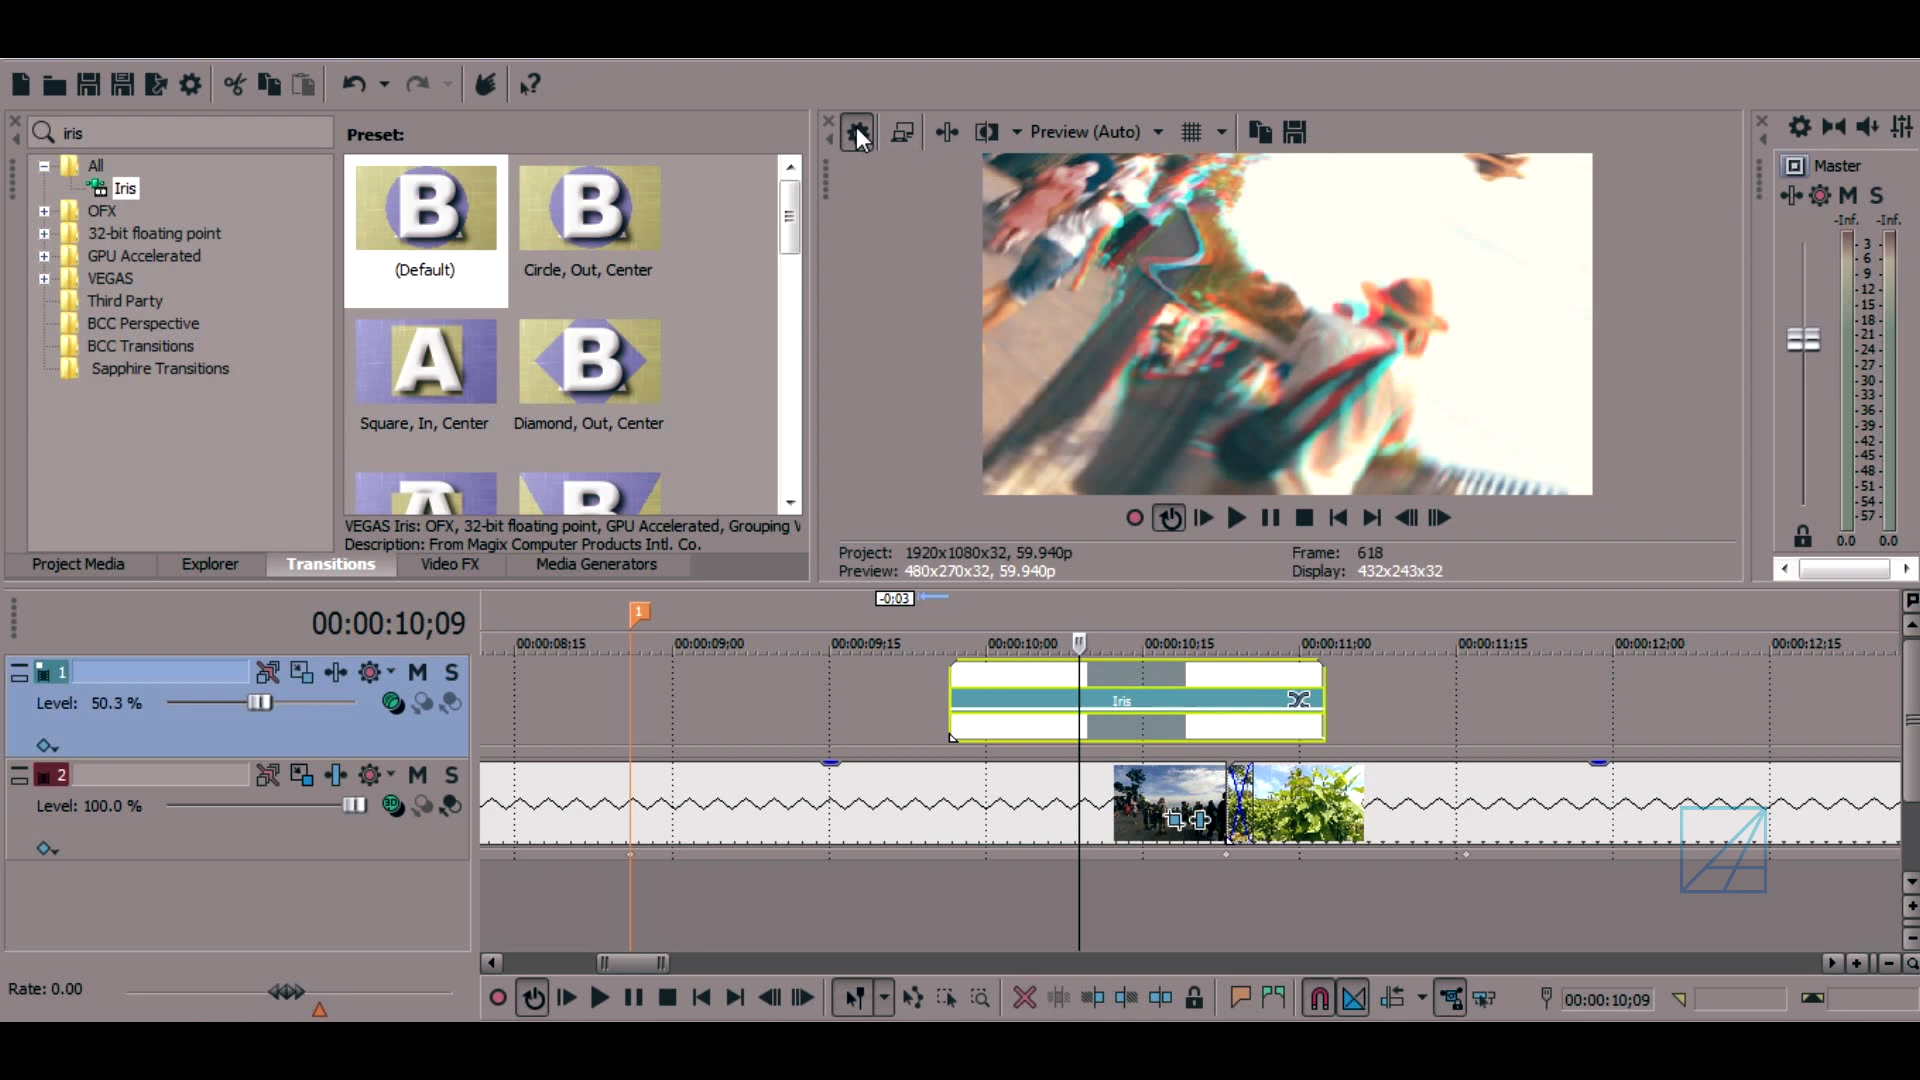 iris
All
Iris
OFX
32-bit floating point
GPU Accelerated
VEGAS
Third Party
BCC Perspective
BCC Transitions
Sapphire Transitions
Preset:
B
(Default)
B
Circle, Out, Center
A
Square, In, Center
B
Diamond, Out, Center
VEGAS Iris: OFX, 32-bit floating point, GPU Accelerated, Grouping V
Description: From Magix Computer Products Intl. Co.
Project Media
Explorer
Transitions
Video FX
Media Generators
Preview (Auto)
Project: 1920x1080x32, 59.940p
Preview: 480x270x32, 59.940p
Frame: 618
Display: 432x243x32
Master
M S
-Inf. -Inf.
3
6
9
12
15
18
21
24
27
30
33
36
39
42
45
48
51
54
57
0.0 0.0
00:00:10;09
-0;03
1
00:00:08;15
00:00:09;00
00:00:09;15
00:00:10;00
00:00:10;15
00:00:11;00
00:00:11;15
00:00:12;00
00:00:12;15
1
M S
Level: 50.3 %
Iris
2
M S
Level: 100.0 %
3D
Rate: 0.00
00:00:10;09